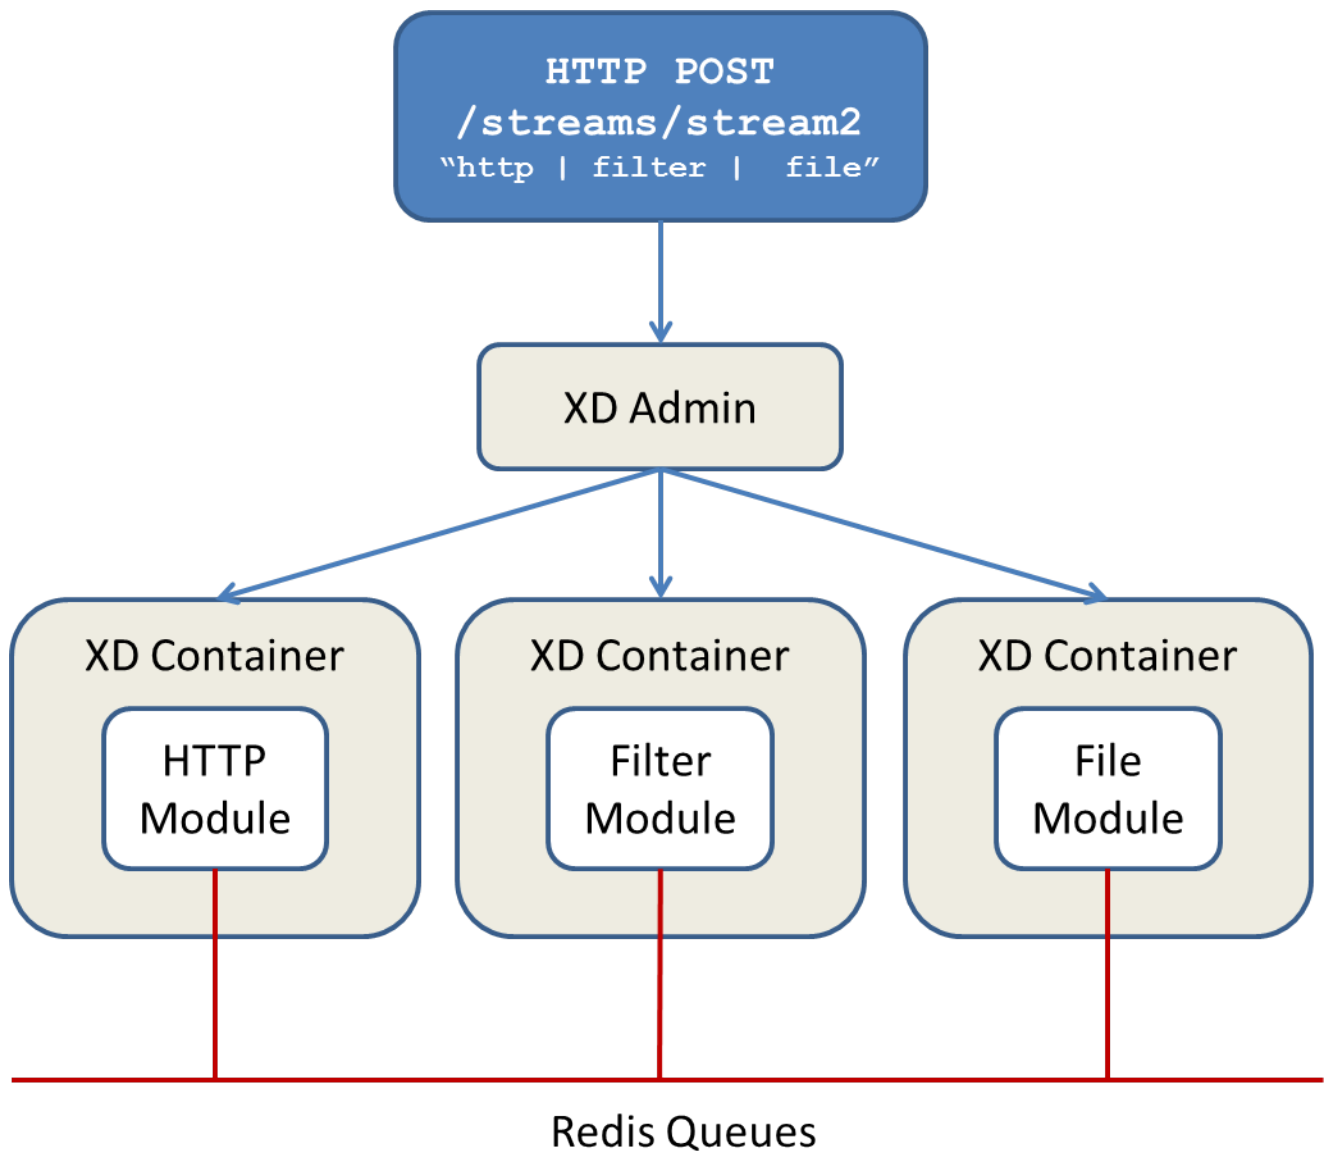 HTTP POST
/streams/stream2
“http | filter |  file”
XD Admin
XD Container
HTTP
Module
XD Container
Filter
Module
XD Container
File
Module
Redis Queues